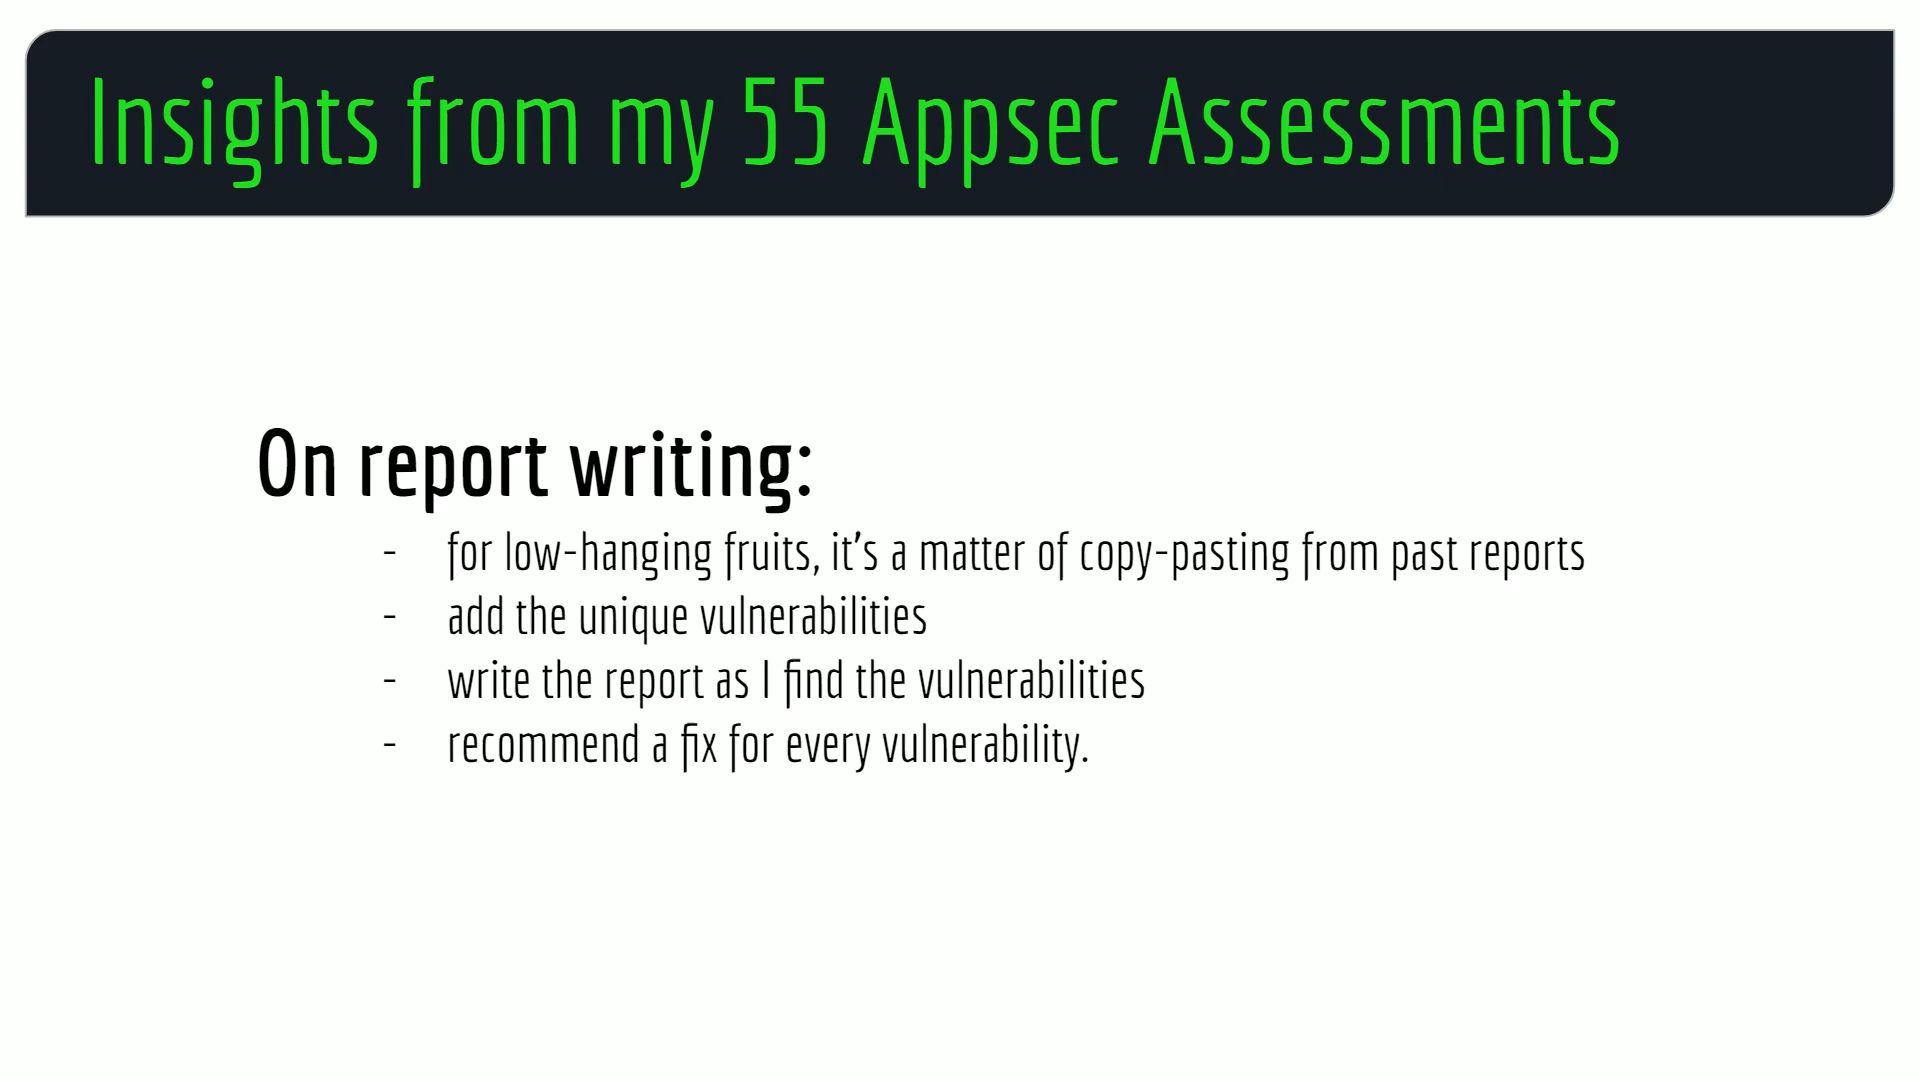 Insights from my 55 Appsec Assessments
On report writing:
- for low-hanging fruits, it's a matter of copy-pasting from past reports
- add the unique vulnerabilities
- write the report as I find the vulnerabilities
- recommend a fix for every vulnerability.